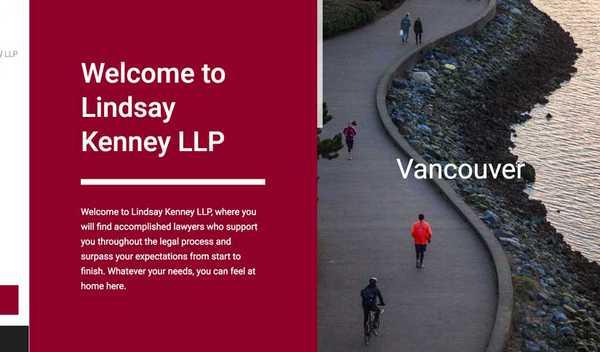 LLP
Welcome to
Lindsay
Kenney LLP
Welcome to Lindsay Kenney LLP, where you
will find accomplished lawyers who support
you throughout the legal process and
surpass your expectations from start to
finish. Whatever your needs, you can feel at
home here.
Vancouver